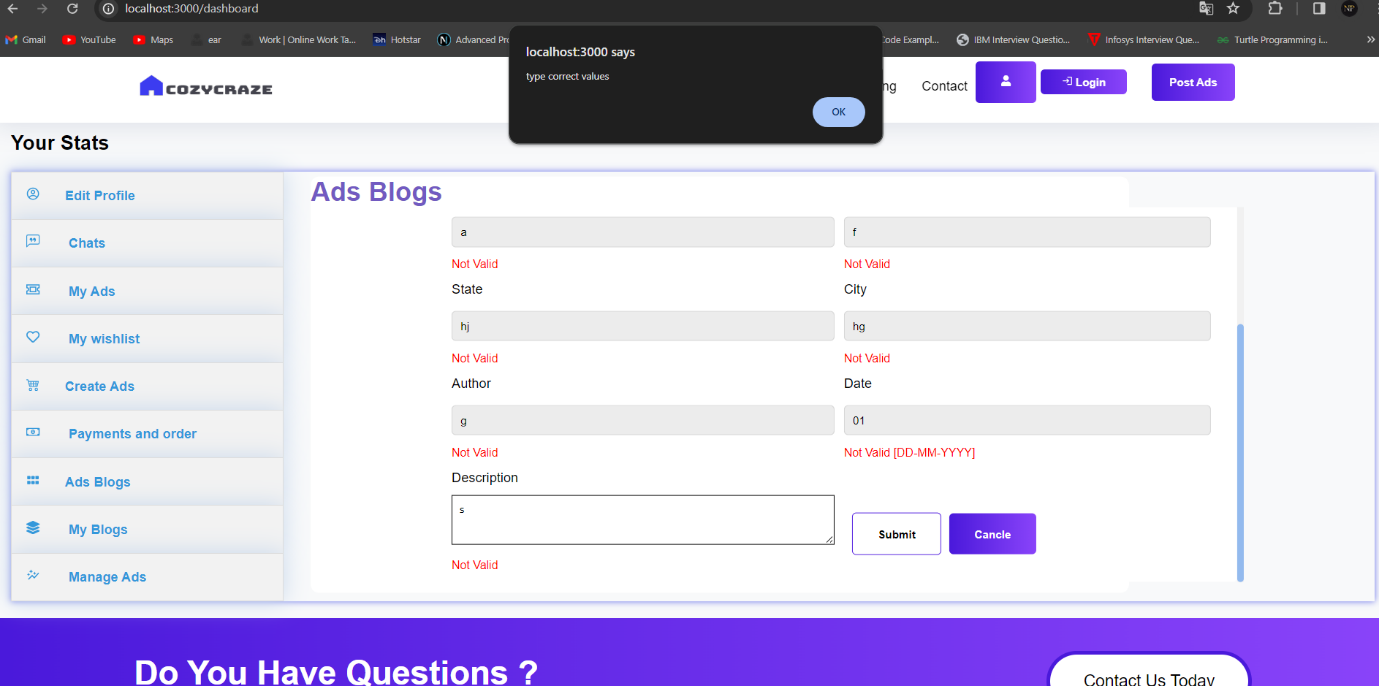 localhost:3000/dashboard
Gmail YouTube Maps ear Work | Online Work Ta... Hotstar Advanced Pr Code Exampl... IBM Interview Questio... Infosys Interview Que... Turtle Programming i...
localhost:3000 says
type correct values
OK
COZYCRAZE
ng Contact Login Post Ads
Your Stats
Edit Profile
Chats
My Ads
My wishlist
Create Ads
Payments and order
Ads Blogs
My Blogs
Manage Ads
Ads Blogs
a f
Not Valid Not Valid
State City
hj hg
Not Valid Not Valid
Author Date
g 01
Not Valid Not Valid [DD-MM-YYYY]
Description
s
Submit Cancle
Not Valid
Do You Have Questions ?
Contact Us Today